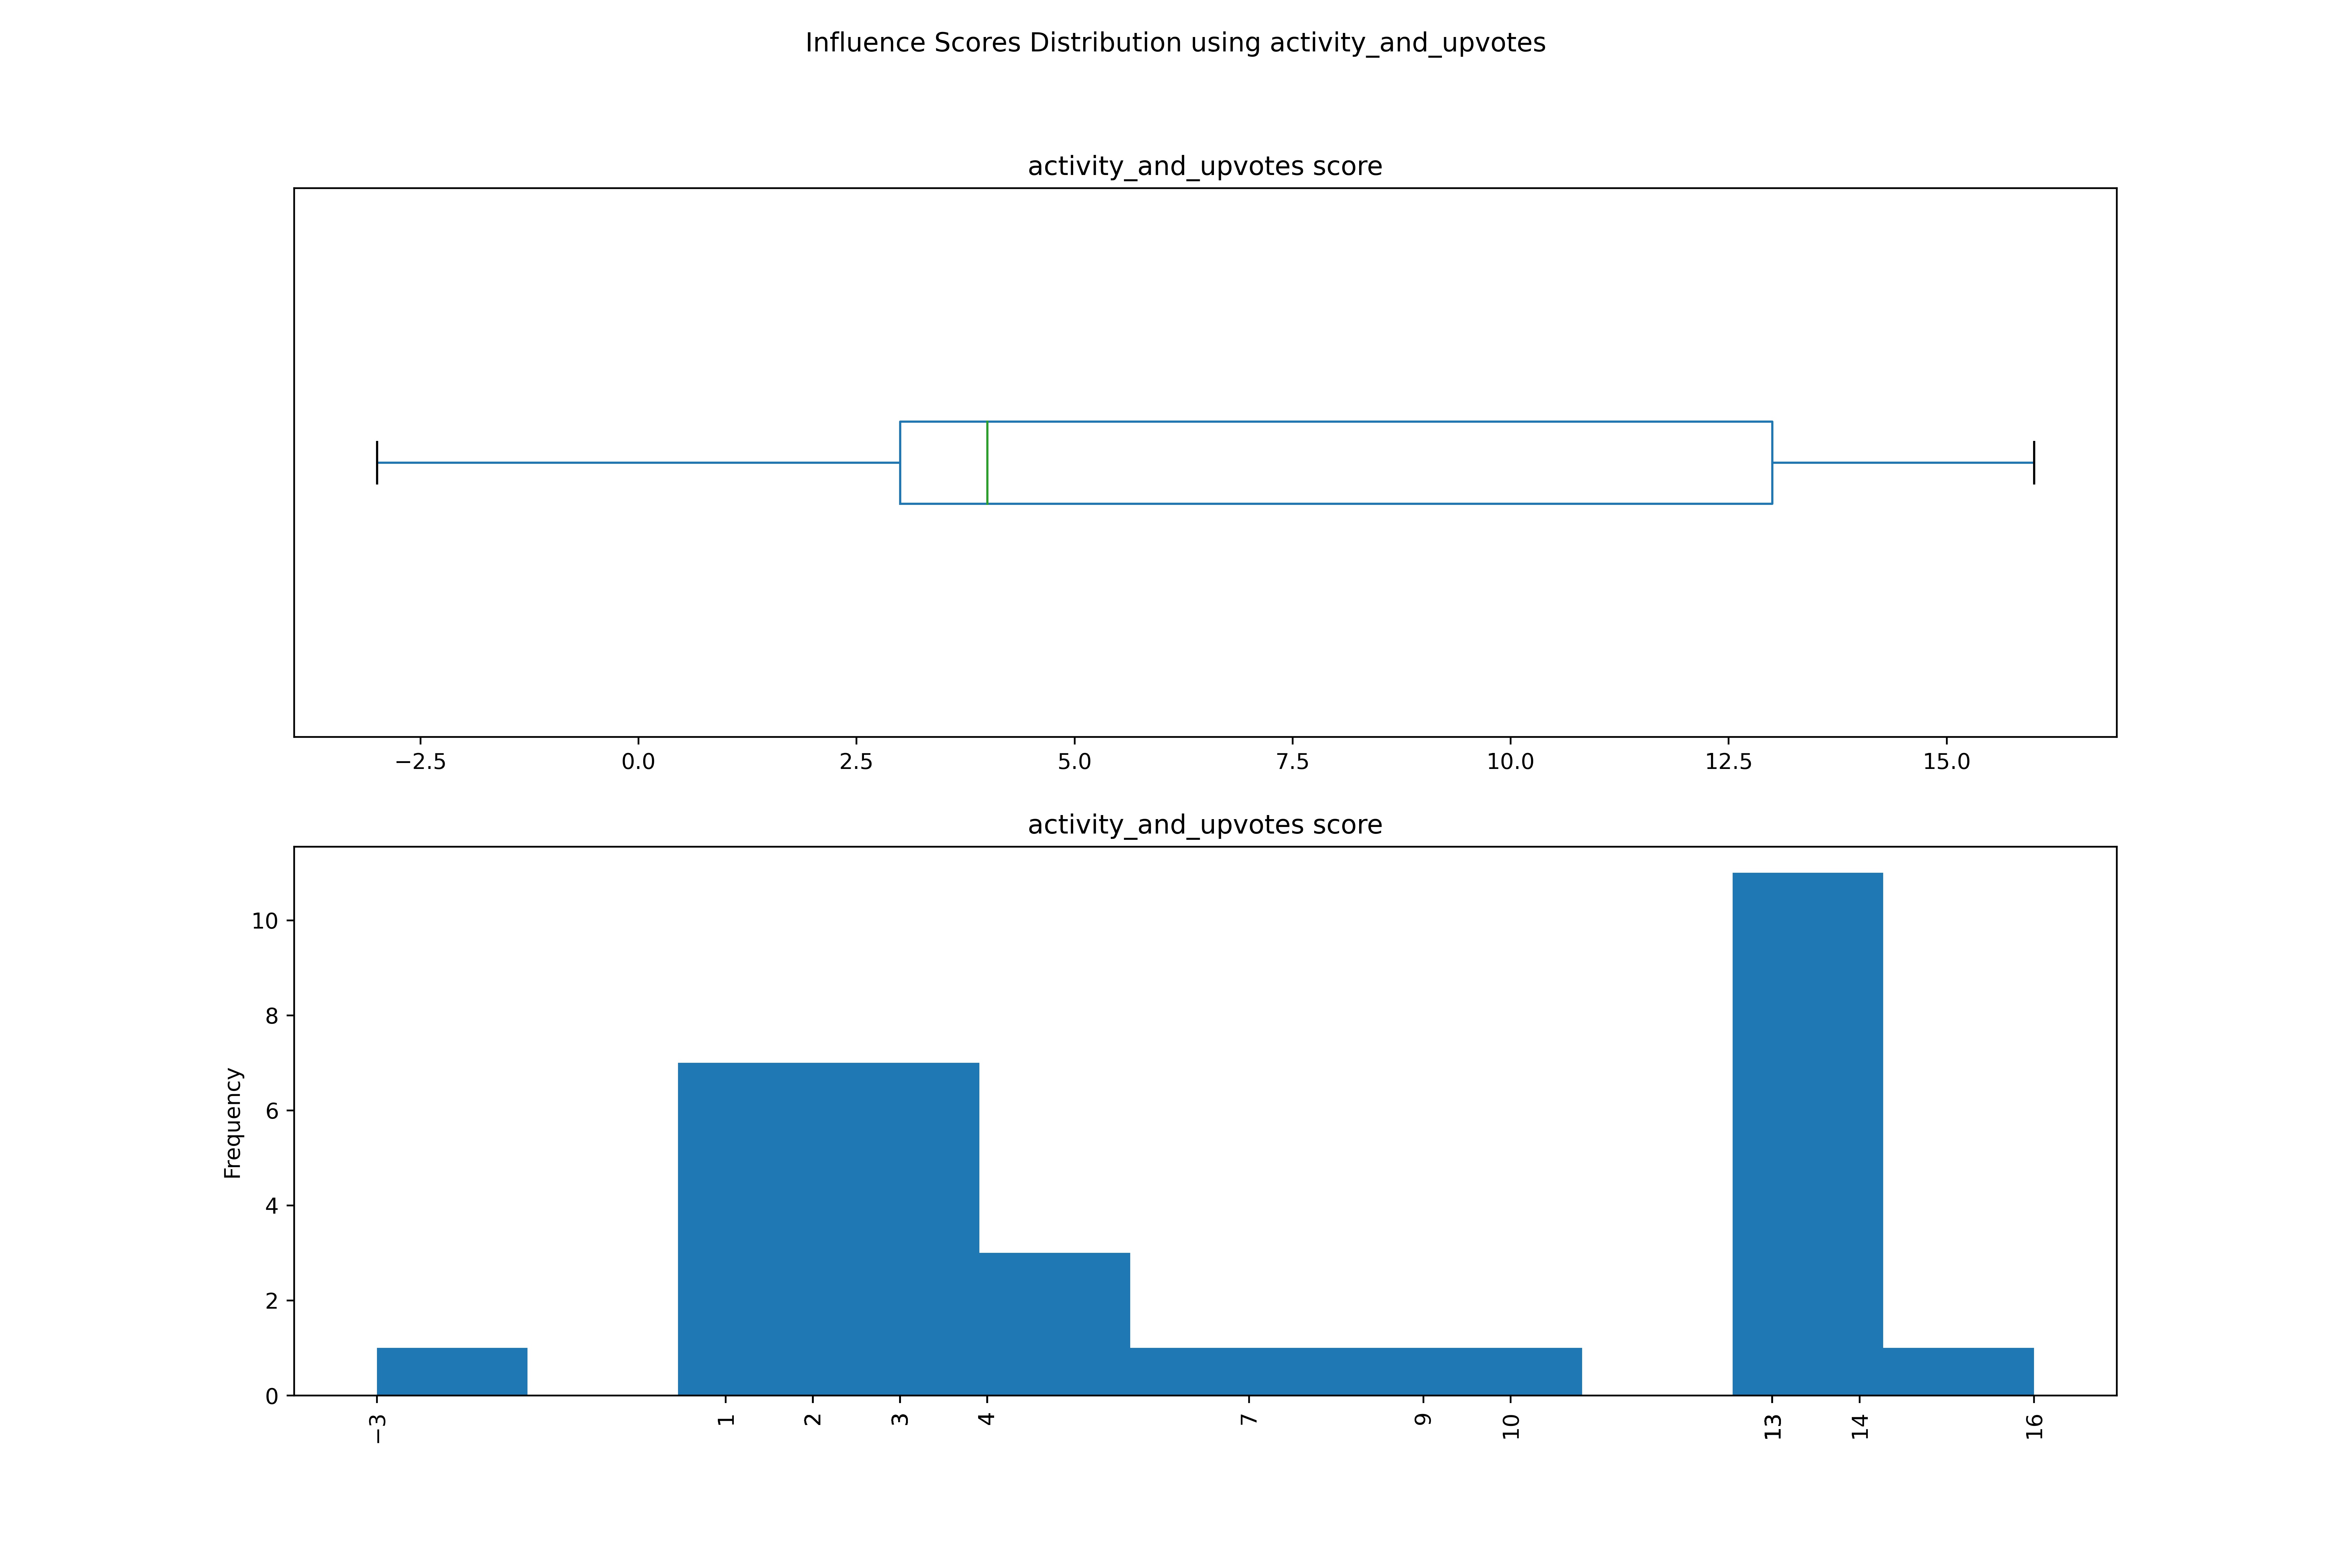 Influence Scores Distribution using activity_and_upvotes
activity_and_upvotes score
−2.5 0.0 2.5 5.0 7.5 10.0 12.5 15.0
activity_and_upvotes score
Frequency
10
8
6
4
2
0
−3 1 2 3 4 7 9 10 13 14 16